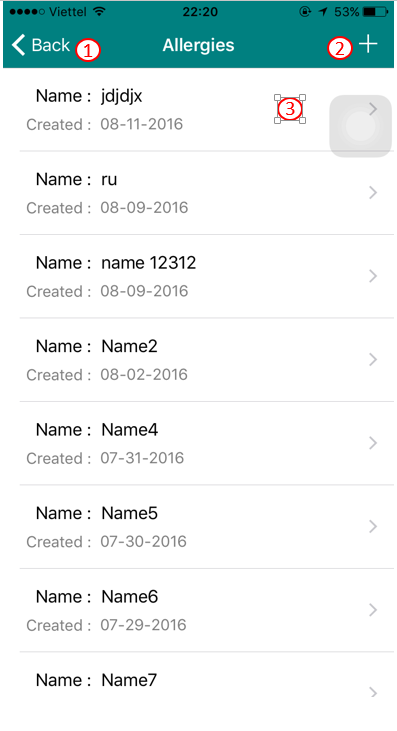 Viettel 22:20 53%
Back 1 Allergies 2 +
Name : jdjdjx 3
Created : 08-11-2016
Name : ru
Created : 08-09-2016
Name : name 12312
Created : 08-09-2016
Name : Name2
Created : 08-02-2016
Name : Name4
Created : 07-31-2016
Name : Name5
Created : 07-30-2016
Name : Name6
Created : 07-29-2016
Name : Name7